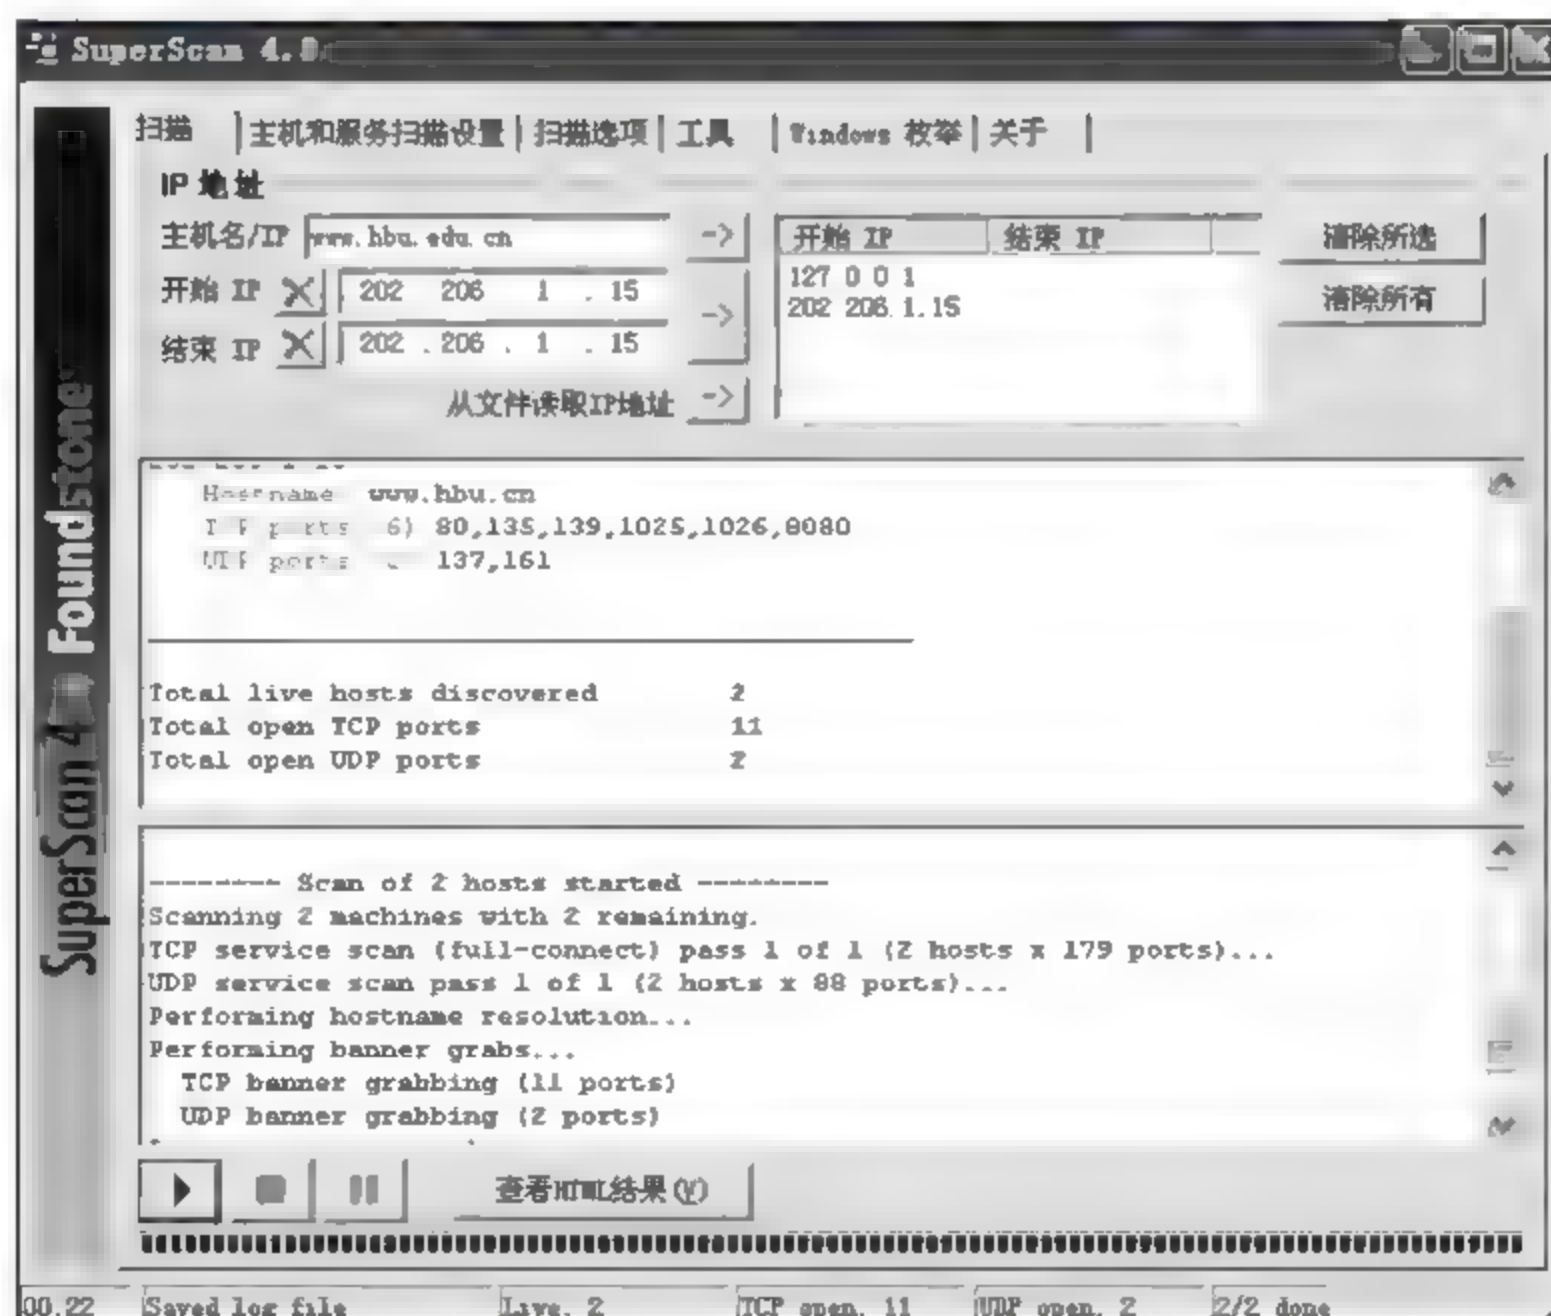 SuperScan 4.0
扫描 主机和服务扫描设置 扫描选项 工具 Windows 枚举 关于
IP 地址
主机名/IP www.hbu.edu.cn -> 开始 IP 结束 IP 清除所选
开始 IP 202 206 1 . 15 127 0 0 1 清除所有
-> 202 206.1.15
结束 IP 202 . 206 . 1 . 15
从文件读取IP地址 ->
SuperScan 4 Foundstone
Hostname www.hbu.cn
ports 6) 80,135,139,1025,1026,8080
UDP ports 137,161
Total live hosts discovered 2
Total open TCP ports 11
Total open UDP ports 2
-------- Scan of 2 hosts started --------
Scanning 2 machines with 2 remaining.
TCP service scan (full-connect) pass 1 of 1 (2 hosts x 179 ports)...
UDP service scan pass 1 of 1 (2 hosts x 88 ports)...
Performing hostname resolution...
Performing banner grabs...
TCP banner grabbing (11 ports)
UDP banner grabbing (2 ports)
查看HTML结果(V)
00:22 Saved log file Live: 2 TCP open: 11 UDP open: 2 2/2 done